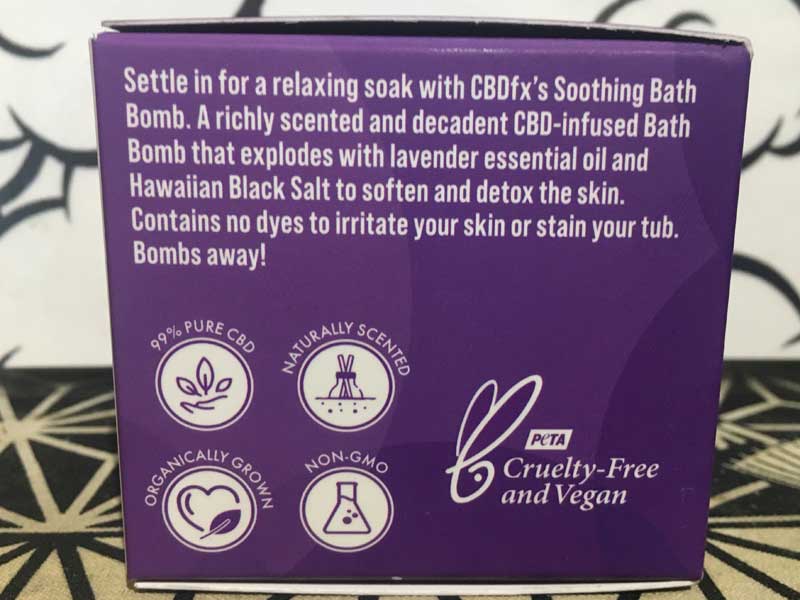 Settle in for a relaxing soak with CBDfx's Soothing Bath
Bomb. A richly scented and decadent CBD-infused Bath
Bomb that explodes with lavender essential oil and
Hawaiian Black Salt to soften and detox the skin.
Contains no dyes to irritate your skin or stain your tub.
Bombs away!
99% PURE CBD
NATURALLY SCENTED
ORGANICALLY GROWN
NON-GMO
PETA
Cruelty-Free
and Vegan